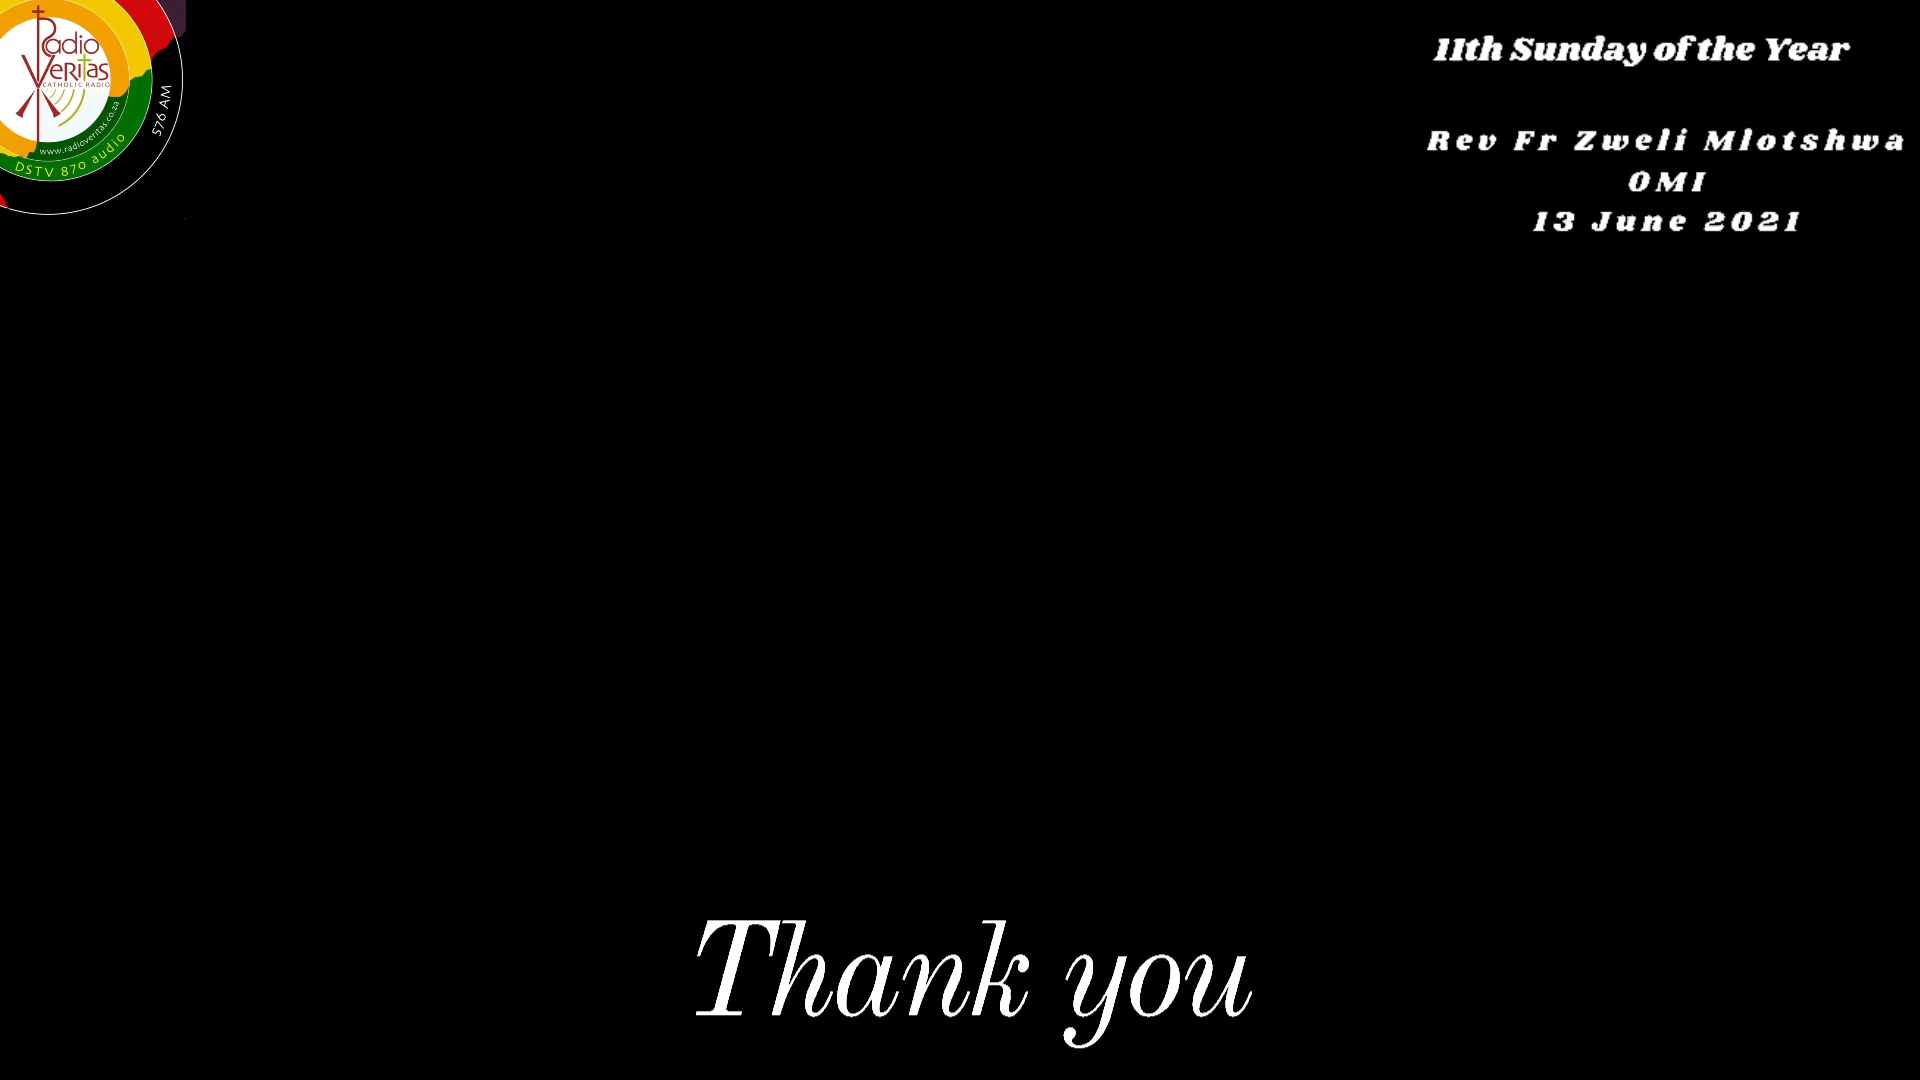 Radio
Veritas
CATHOLIC RADIO
www.radioveritas.co.za
DSTV 870 audio
576 AM
11th Sunday of the Year
Rev Fr Zweli Mlotshwa
OMI
13 June 2021
Thank you